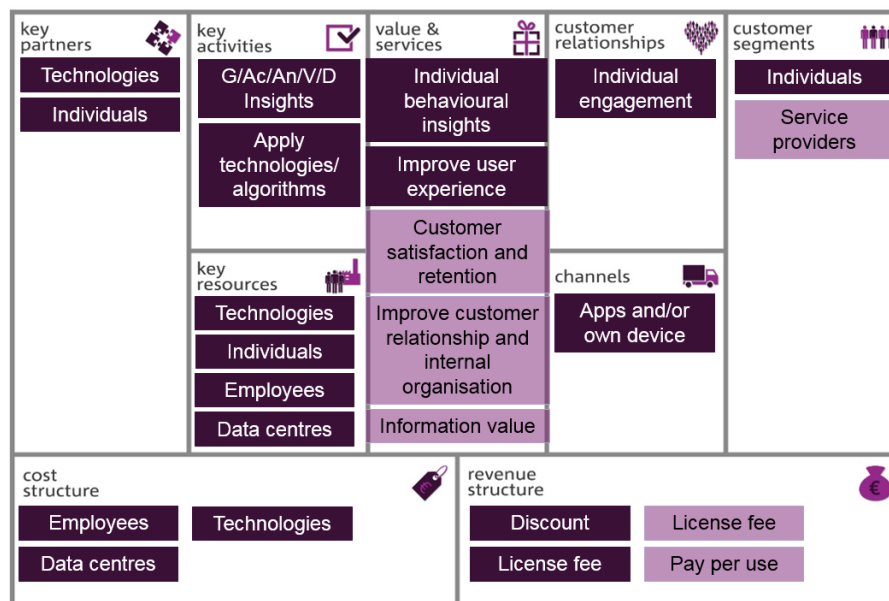 key
partners
Technologies
Individuals
key
activities
G/Ac/An/V/D
Insights
Apply
technologies/
algorithms
key
resources
Technologies
Individuals
Employees
Data centres
value &
services
Individual
behavioural
insights
Improve user
experience
Customer
satisfaction and
retention
Improve customer
relationship and
internal
organisation
Information value
customer
relationships
Individual
engagement
channels
Apps and/or
own device
customer
segments
Individuals
Service
providers
cost
structure
€
Employees
Technologies
Data centres
revenue
structure
€
Discount
License fee
License fee
Pay per use